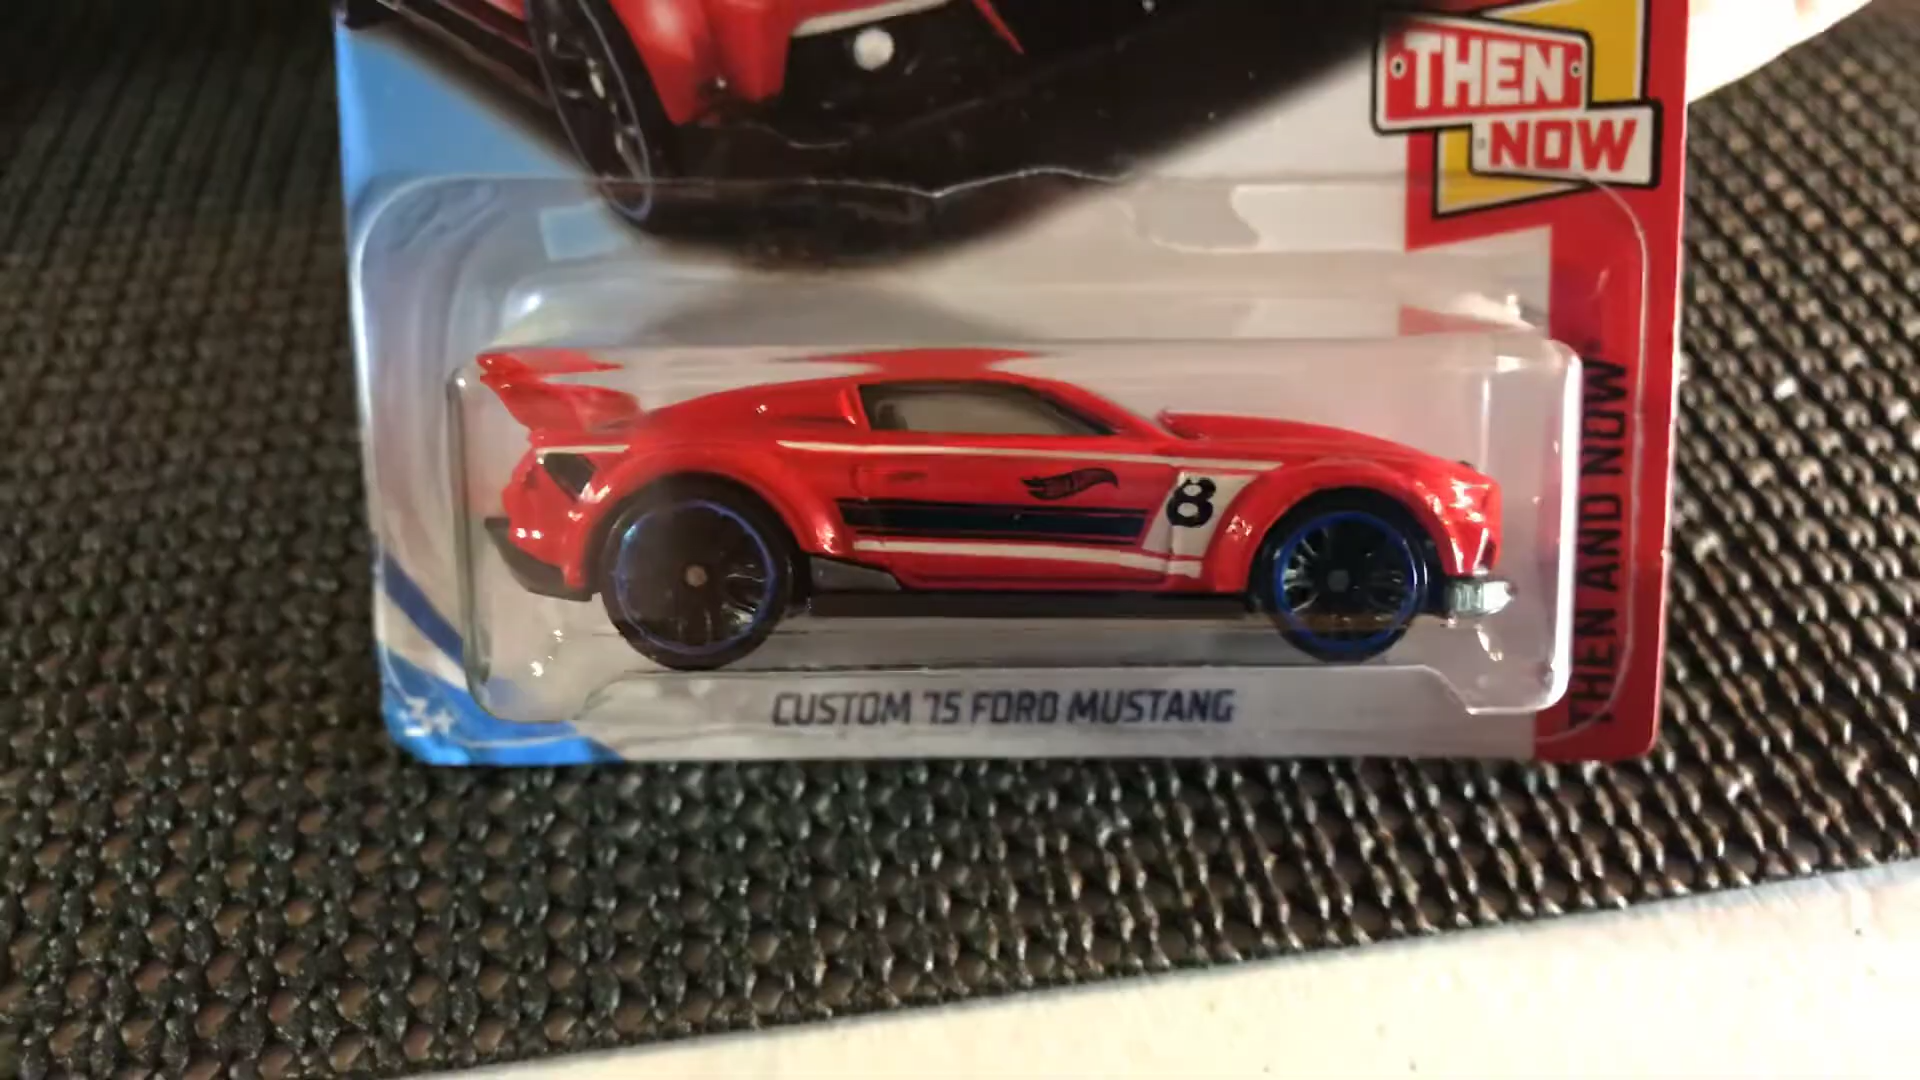 THEN
NOW
8
CUSTOM '15 FORD MUSTANG
THEN AND NOW
3+